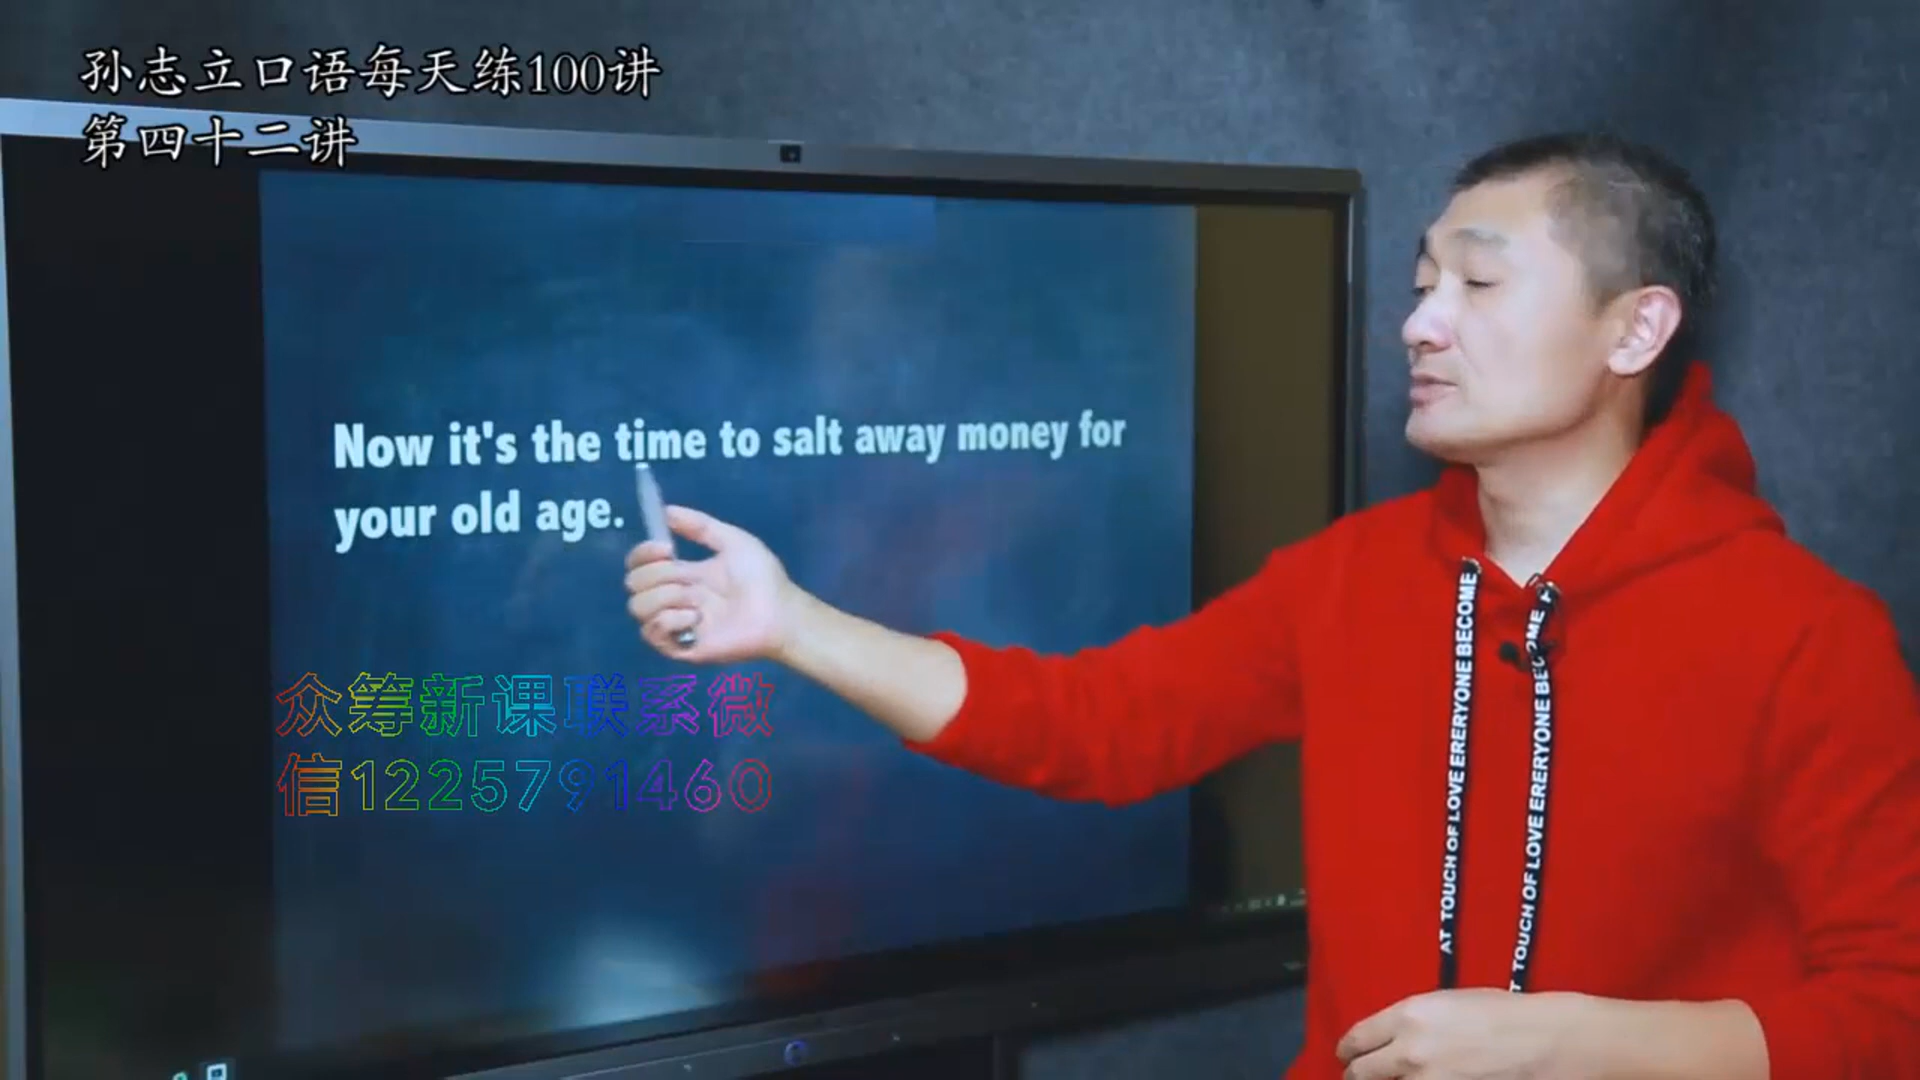 孙志立口语每天练100讲
第四十二讲
Now it's the time to salt away money for
your old age.
众筹新课联系微
信1225791460
AT TOUCH OF LOVE ERERYONE BECOME
T TOUCH OF LOVE ERERYONE BECOME A